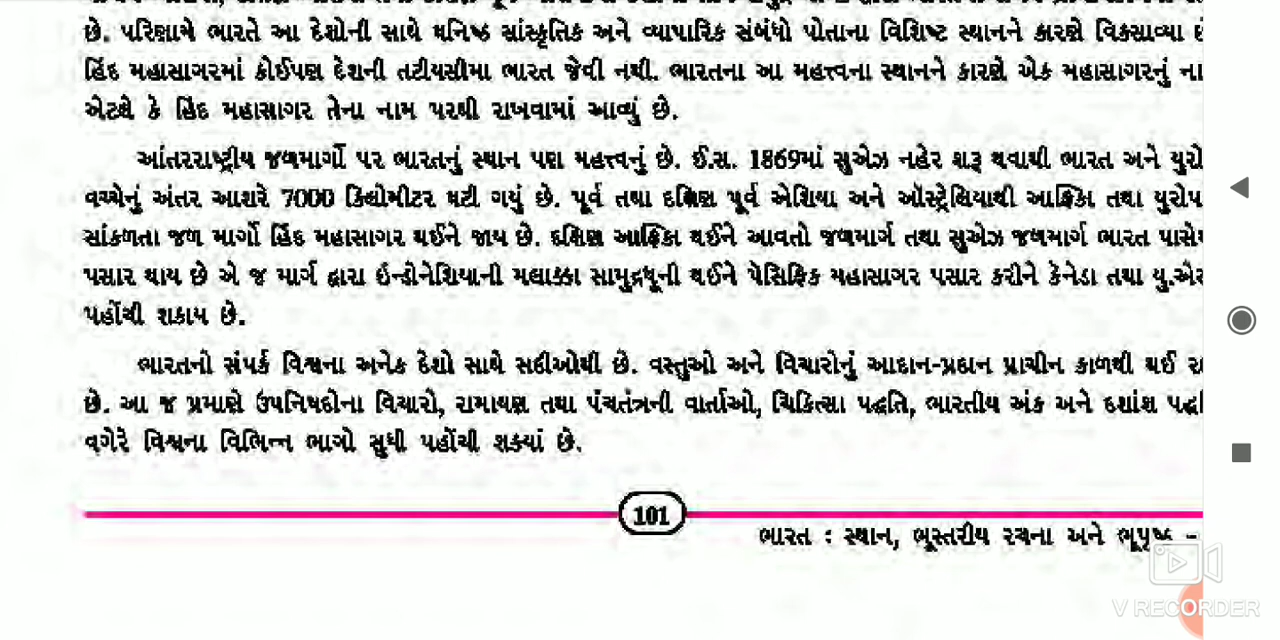 છે. પરિણામે ભારતે આ દેશોની સાથે ઘનિષ્ઠ સાંસ્કૃતિક અને વ્યાપારિક સંબંધો પોતાના વિશિષ્ટ સ્થાનને કારણે વિકસાવ્યા
હિંદ મહાસાગરમાં કોઈપણ દેશની તટીયસીમા ભારત જેવી નથી. ભારતના આ મહત્ત્વના સ્થાનને કારણે એક મહાસાગરનું ના
એટલે કે હિંદ મહાસાગર તેના નામ પરથી રાખવામાં આવ્યું છે.
આંતરરાષ્ટ્રીય જળમાર્ગો પર ભારતનું સ્થાન પણ મહત્ત્વનું છે. ઈ.સ. 1869માં સુએઝ નહેર શરૂ થવાથી ભારત અને યુરો
વચ્ચેનું અંતર આશરે 7000 કિલોમીટર ઘટી ગયું છે. પૂર્વ તથા દક્ષિણ પૂર્વ એશિયા અને ઑસ્ટ્રેલિયાથી આફ્રિકા તથા યુરોપ
સાંકળતા જળ માર્ગો હિંદ મહાસાગર થઈને જાય છે. દક્ષિણ આફ્રિકા થઈને આવતો જળમાર્ગ તથા સુએઝ જળમાર્ગ ભારત પાસે
પસાર થાય છે એ જ માર્ગ દ્વારા ઇન્ડોનેશિયાની મલાક્કા સામુદ્રધૂની થઈને પેસિફિક મહાસાગર પસાર કરીને કેનેડા તથા યુ.એસ
પહોંચી શકાય છે.
ભારતનો સંપર્ક વિશ્વના અનેક દેશો સાથે સદીઓથી છે. વસ્તુઓ અને વિચારોનું આદાન-પ્રદાન પ્રાચીન કાળથી થઈ ર
છે. આ જ પ્રમાણે ઉપનિષદોના વિચારો, રામાયણ તથા પંચતંત્રની વાર્તાઓ, ચિકિત્સા પદ્ધતિ, ભારતીય અંક અને દશાંશ પદ્ધ
વગેરે વિશ્વના વિભિન્ન ભાગો સુધી પહોંચી શક્યાં છે.
101
ભારત : સ્થાન, ભૂસ્તરીય રચના અને ભૂપૃષ્ઠ -
V RECORDER